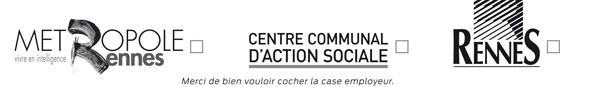 METROPOLE
vivre en intelligence Rennes
CENTRE COMMUNAL
D'ACTION SOCIALE
RENNES
Merci de bien vouloir cocher la case employeur.